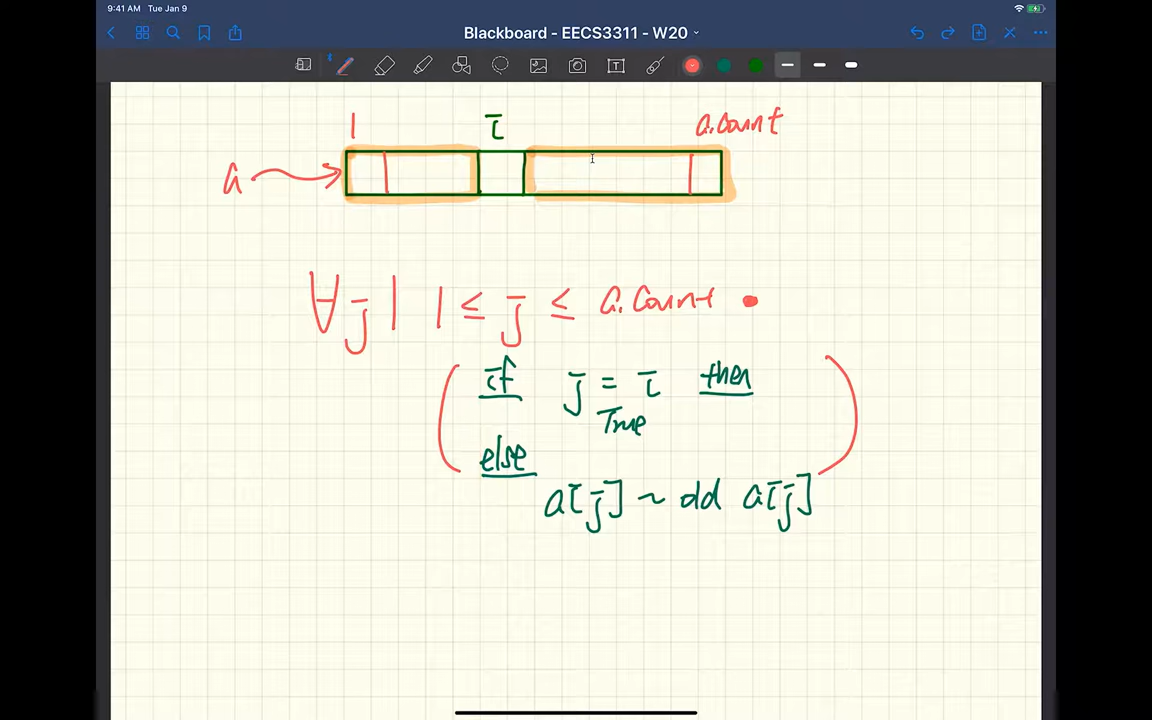 9:41 AM Tue Jan 9
Blackboard - EECS3311 - W20
1 i a.count
a
∀j | 1 ≤ j ≤ a.count •
( if j = i then
True
else
a[j] ~ old a[j] )